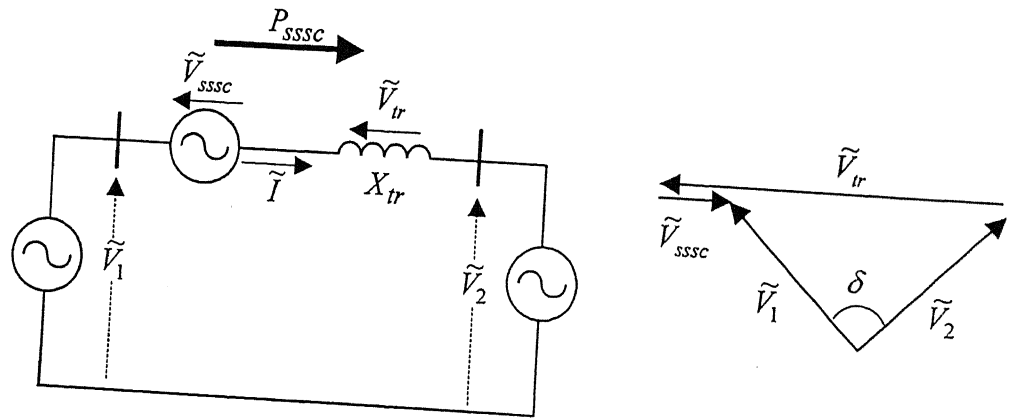 P_sssc
Ṽ_sssc
Ṽ_tr
Ĩ
X_tr
Ṽ_1
Ṽ_2
Ṽ_tr
Ṽ_sssc
Ṽ_1
δ
Ṽ_2